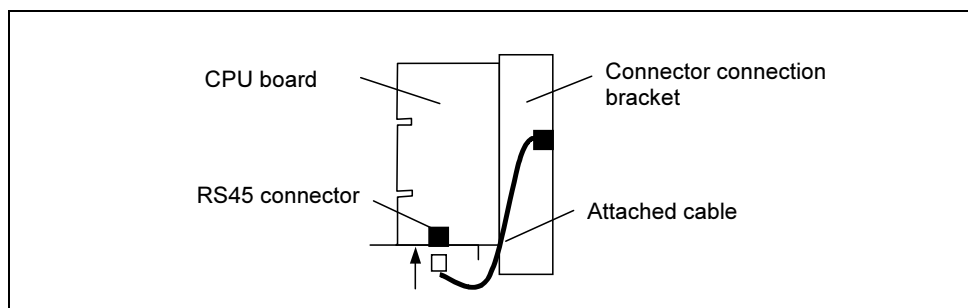 CPU board
Connector connection
bracket
RS45 connector
Attached cable